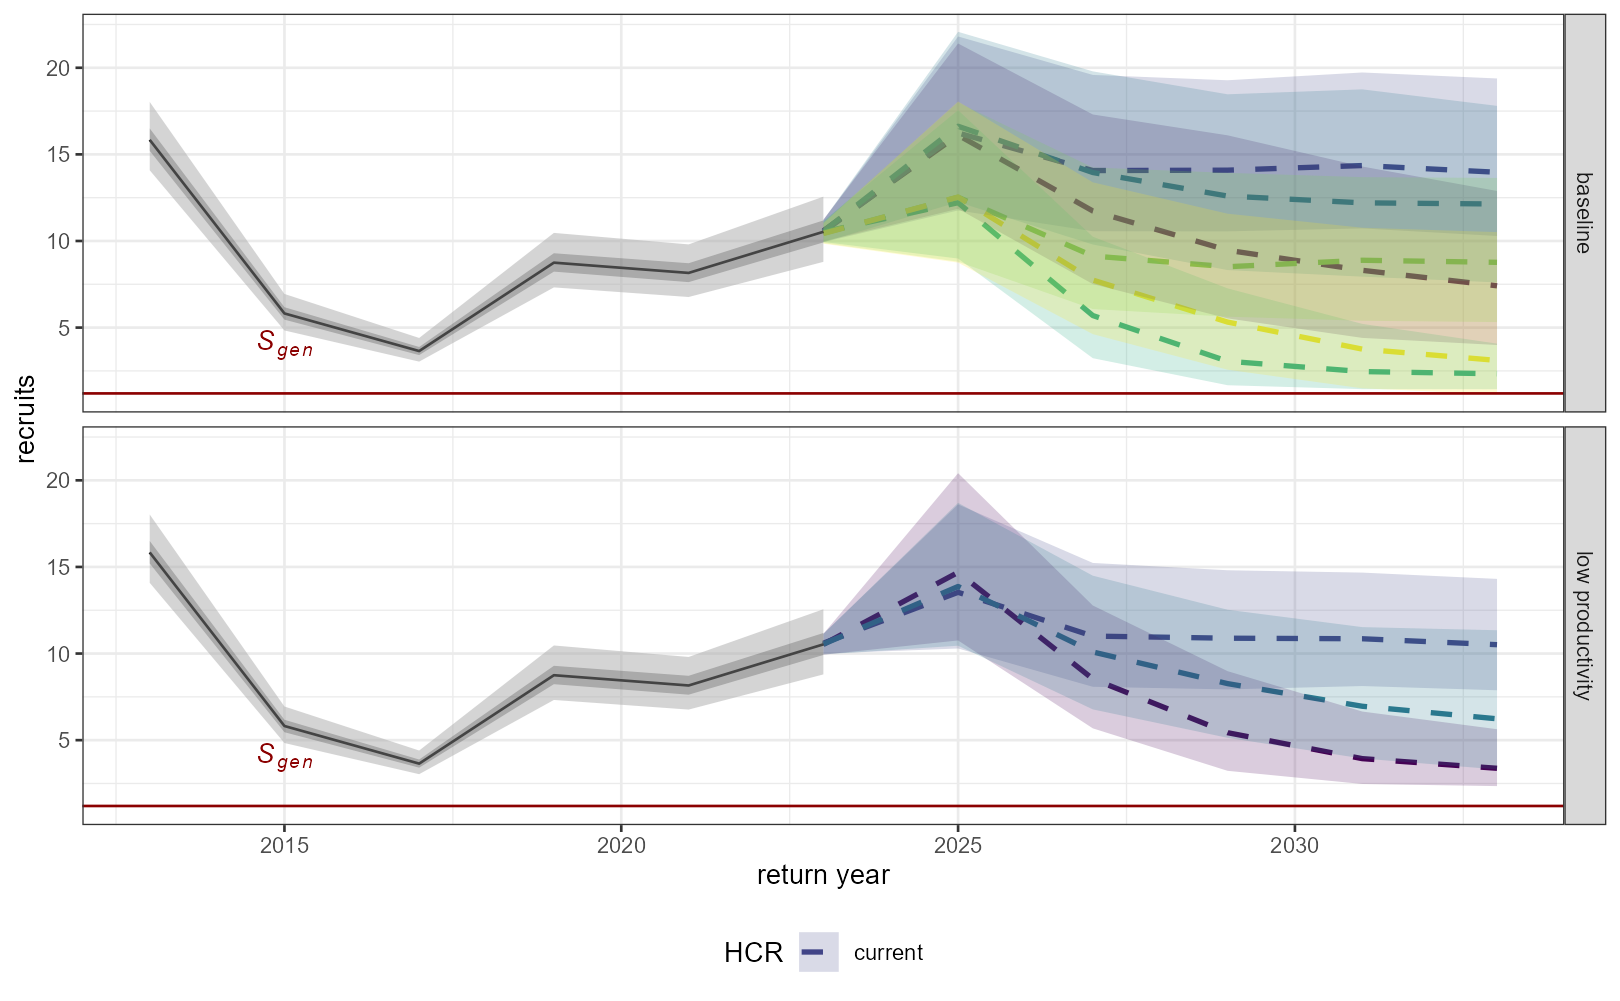 20
15
10
5
S gen
baseline
recruits
20
15
10
5
S gen
low productivity
2015
2020
2025
2030
return year
HCR current